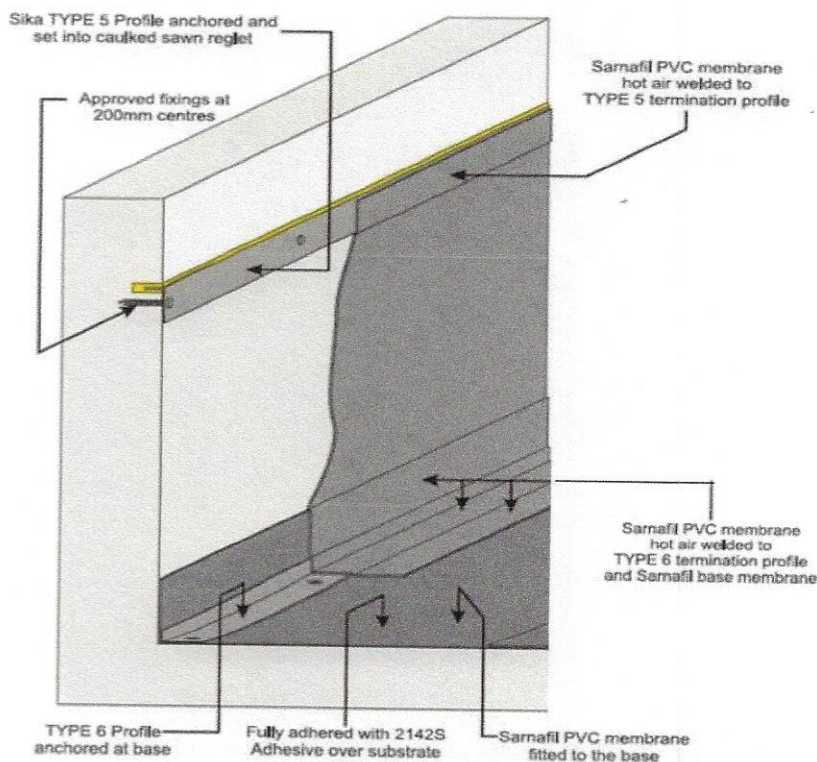 Sika TYPE 5 Profile anchored and
set into caulked sawn reglet
Sarnafil PVC membrane
hot air welded to
TYPE 5 termination profile
Approved fixings at
200mm centres
Sarnafil PVC membrane
hot air welded to
TYPE 6 termination profile
and Sarnafil base membrane
TYPE 6 Profile
anchored at base
Fully adhered with 2142S
Adhesive over substrate
Sarnafil PVC membrane
fitted to the base